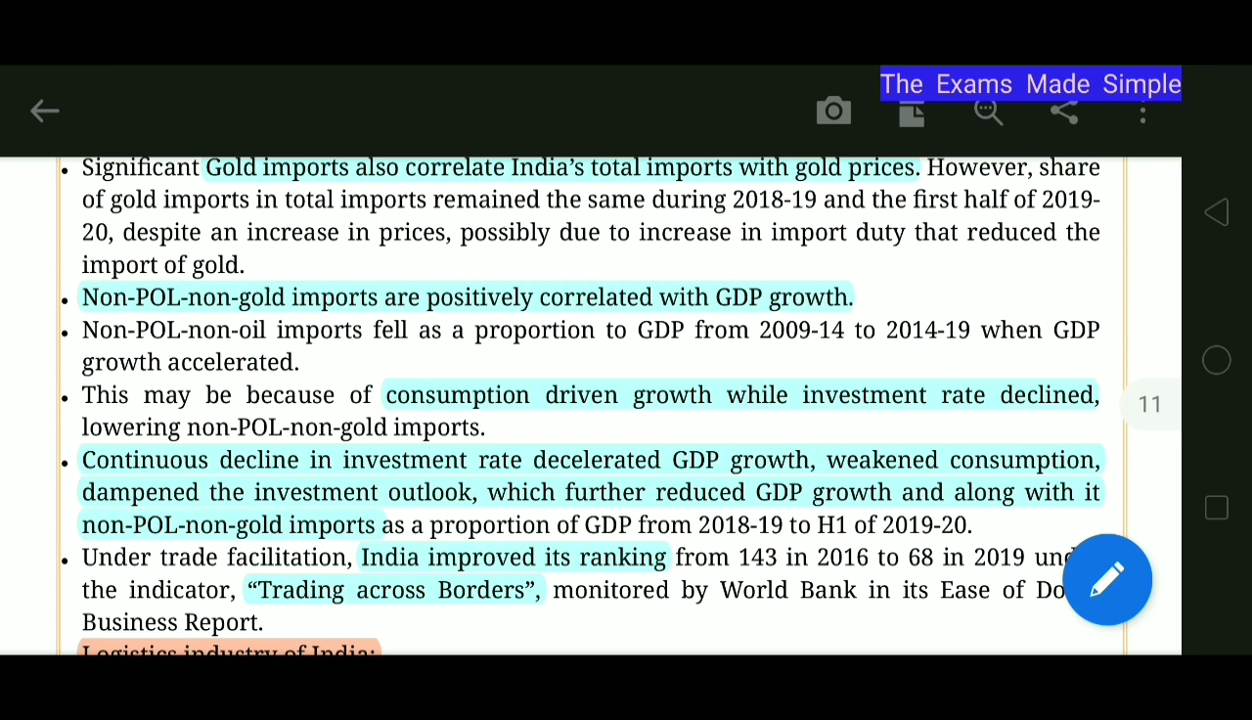 The Exams Made Simple
Significant Gold imports also correlate India’s total imports with gold prices. However, share
of gold imports in total imports remained the same during 2018-19 and the first half of 2019-
20, despite an increase in prices, possibly due to increase in import duty that reduced the
import of gold.
Non-POL-non-gold imports are positively correlated with GDP growth.
Non-POL-non-oil imports fell as a proportion to GDP from 2009-14 to 2014-19 when GDP
growth accelerated.
This may be because of consumption driven growth while investment rate declined,
11
lowering non-POL-non-gold imports.
Continuous decline in investment rate decelerated GDP growth, weakened consumption,
dampened the investment outlook, which further reduced GDP growth and along with it
non-POL-non-gold imports as a proportion of GDP from 2018-19 to H1 of 2019-20.
Under trade facilitation, India improved its ranking from 143 in 2016 to 68 in 2019
the indicator, “Trading across Borders”, monitored by World Bank in its Ease of
Business Report.
Logistics industry of India: